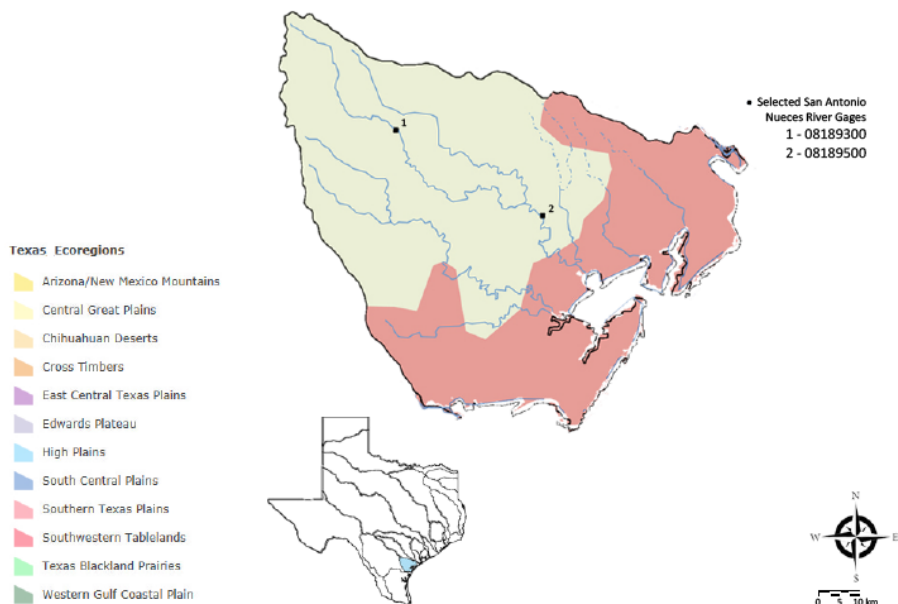 1
2
▪ Selected San Antonio
Nueces River Gages
1 - 08189300
2 - 08189500
Texas Ecoregions
Arizona/New Mexico Mountains
Central Great Plains
Chihuahuan Deserts
Cross Timbers
East Central Texas Plains
Edwards Plateau
High Plains
South Central Plains
Southern Texas Plains
Southwestern Tablelands
Texas Blackland Prairies
Western Gulf Coastal Plain
N
W E
S
0 5 10 km